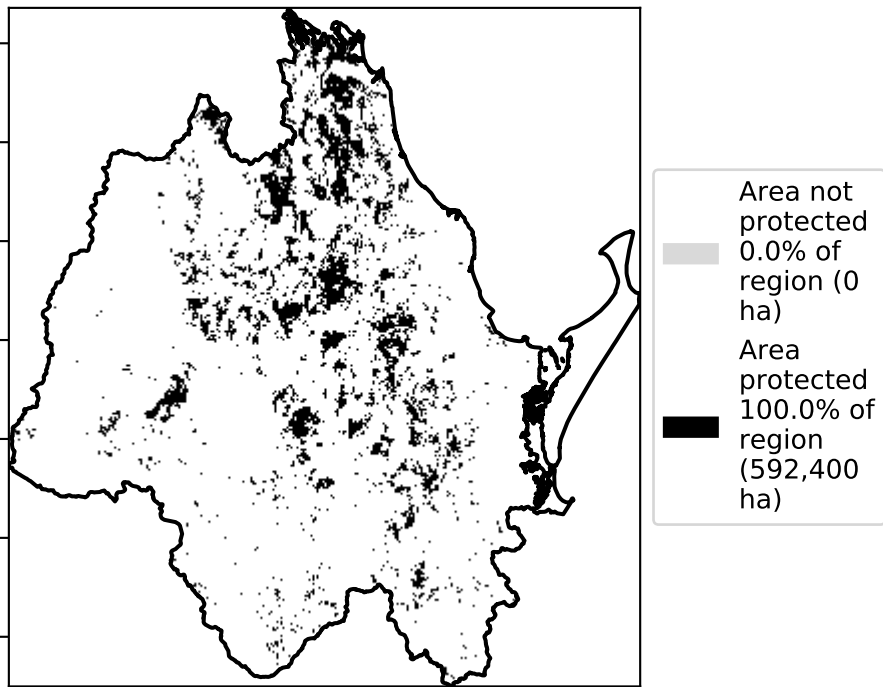 Area not
protected
0.0% of
region (0
ha)
Area
protected
100.0% of
region
(592,400
ha)